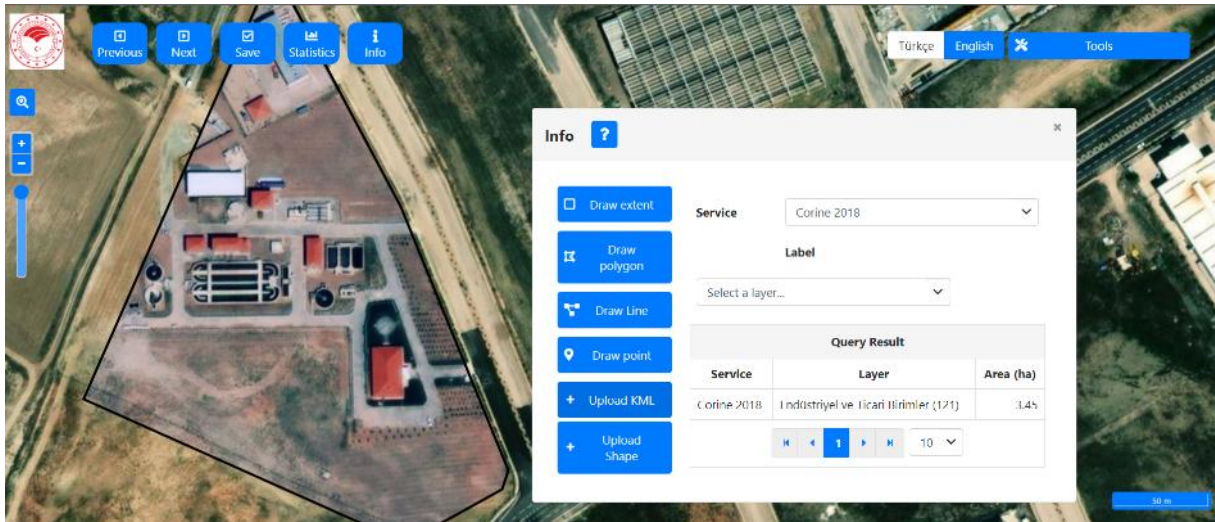 Previous
Next
Save
Statistics
Info
Türkçe
English
Tools
Info
?
Draw extent
Draw
polygon
Draw Line
Draw point
+ Upload KML
+ Upload
Shape
Service
Corine 2018
Label
Select a layer...
Query Result
Service Layer Area (ha)
Corine 2018 Endüstriyel ve Ticari Birimler (121) 3.45
1
10
50 m